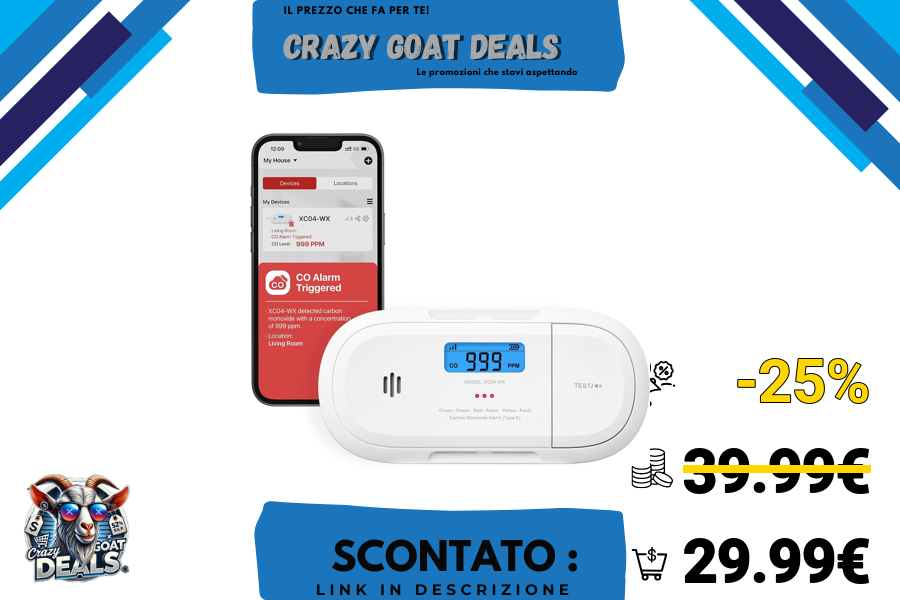 IL PREZZO CHE FA PER TE!
CRAZY GOAT DEALS
Le promozioni che stavi aspettando
12:09
5G
My House
Devices
Locations
My Devices
XC04-WX
Living Room
CO Alarm Triggered
CO Level 999 PPM
CO
CO Alarm
Triggered
· XC04-WX detected carbon
monoxide with a concentration
of 999 ppm.
· Location:
Living Room
CO 999 PPM
MODEL: XC04-WX
TEST/
Green - Power · Red - Alarm · Yellow - Fault
Carbon Monoxide Alarm (Type B)
-25%
39.99€
29.99€
Crazy
GOAT
DEALS
SCONTATO :
LINK IN DESCRIZIONE